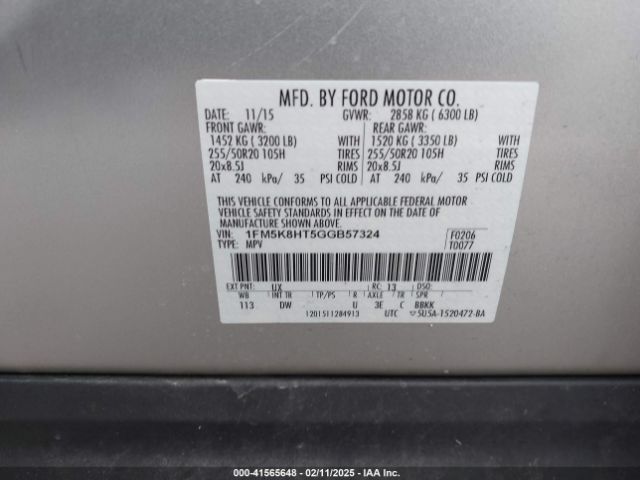 MFD. BY FORD MOTOR CO.
DATE: 11/15 GVWR: 2858 KG ( 6300 LB)
FRONT GAWR: REAR GAWR:
1452 KG ( 3200 LB) WITH 1520 KG ( 3350 LB) WITH
255/50R20 105H TIRES 255/50R20 105H TIRES
20x8.5J RIMS 20x8.5J RIMS
AT 240 kPa/ 35 PSI COLD AT 240 kPa/ 35 PSI COLD
THIS VEHICLE CONFORMS TO ALL APPLICABLE FEDERAL MOTOR
VEHICLE SAFETY STANDARDS IN EFFECT ON THE DATE OF
MANUFACTURE SHOWN ABOVE.
VIN: 1FM5K8HT5GGB57324 F0206
TYPE: MPV T0077
EXT PNT: UX RC: 13 DSO:
WB INT TR TP/PS R AXLE TR SPR
113 DW U 3E C BBKK
1201511284913 UTC ▽5U5A-1520472-BA
000-41565648 - 02/11/2025 - IAA Inc.